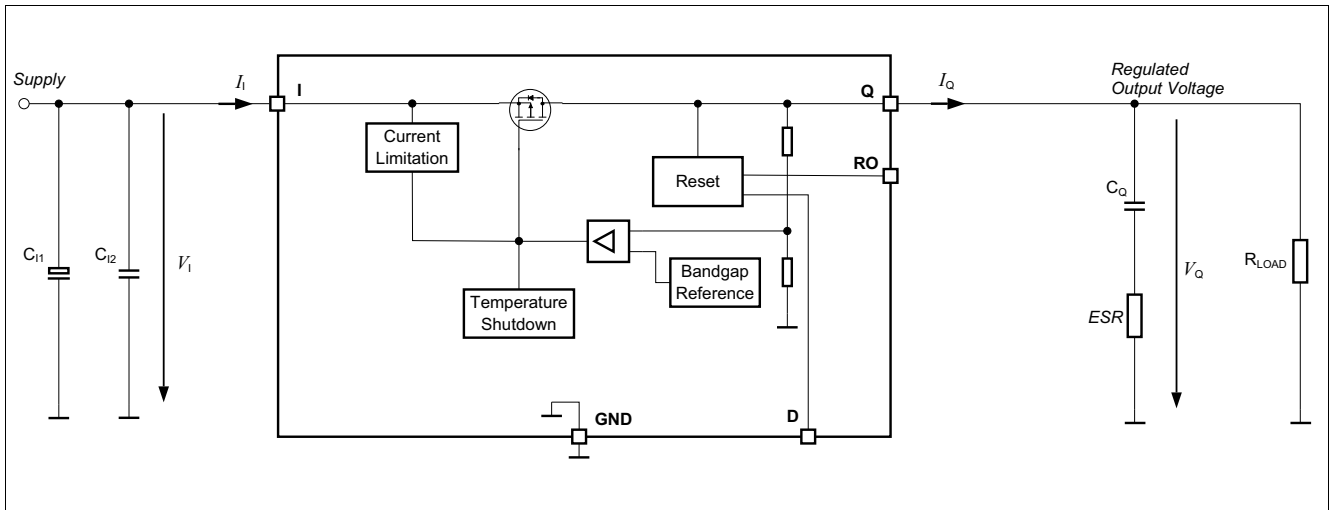 Supply
I_I
I
Current
Limitation
Q
I_Q
Regulated
Output Voltage
RO
Reset
C_Q
C_I1
C_I2
V_I
Bandgap
Reference
Temperature
Shutdown
V_Q
R_LOAD
ESR
GND
D